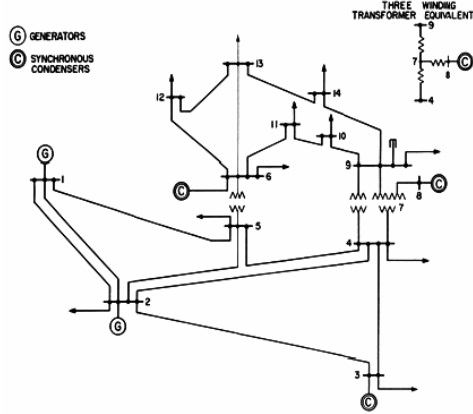 THREE WINDING
TRANSFORMER EQUIVALENT
G GENERATORS
C SYNCHRONOUS
CONDENSERS
9
7
C
8
4
13
14
12
11
10
G
1
C
6
9
8
C
7
5
4
2
G
3
C